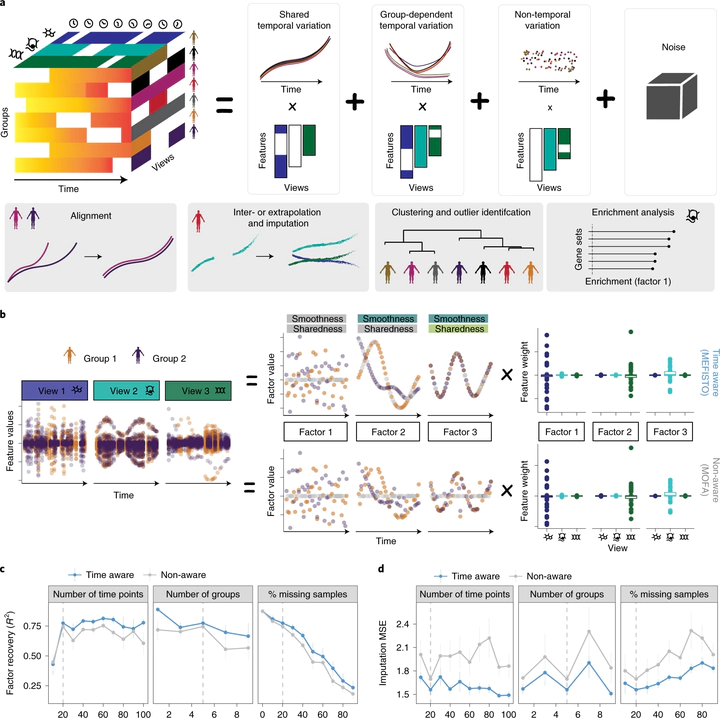 a
Groups
Time
Views
=
Shared
temporal variation
Time
×
Features
Views
+
Group-dependent
temporal variation
Time
×
Features
Views
+
Non-temporal
variation
Time
x
Features
Views
+
Noise
Alignment
Inter- or extrapolation
and imputation
Clustering and outlier identifcation
Enrichment analysis
Gene sets
Enrichment (factor 1)
b
Group 1
Group 2
View 1
View 2
View 3
Feature values
Time
=
Smoothness
Sharedness
Smoothness
Sharedness
Smoothness
Sharedness
Factor value
×
Feature weight
Time aware
(MEFISTO)
Factor 1
Factor 2
Factor 3
Factor 1
Factor 2
Factor 3
=
Factor value
Time
×
Feature weight
View
Non-aware
(MOFA)
c
Time aware
Non-aware
Number of time points
Number of groups
% missing samples
Factor recovery (R²)
0.75
0.50
0.25
20 40 60 80 100
2 4 6 8
0 20 40 60 80
d
Time aware
Non-aware
Number of time points
Number of groups
% missing samples
Imputation MSE
2.4
2.1
1.8
1.5
20 40 60 80 100
2 4 6 8
20 40 60 80 100